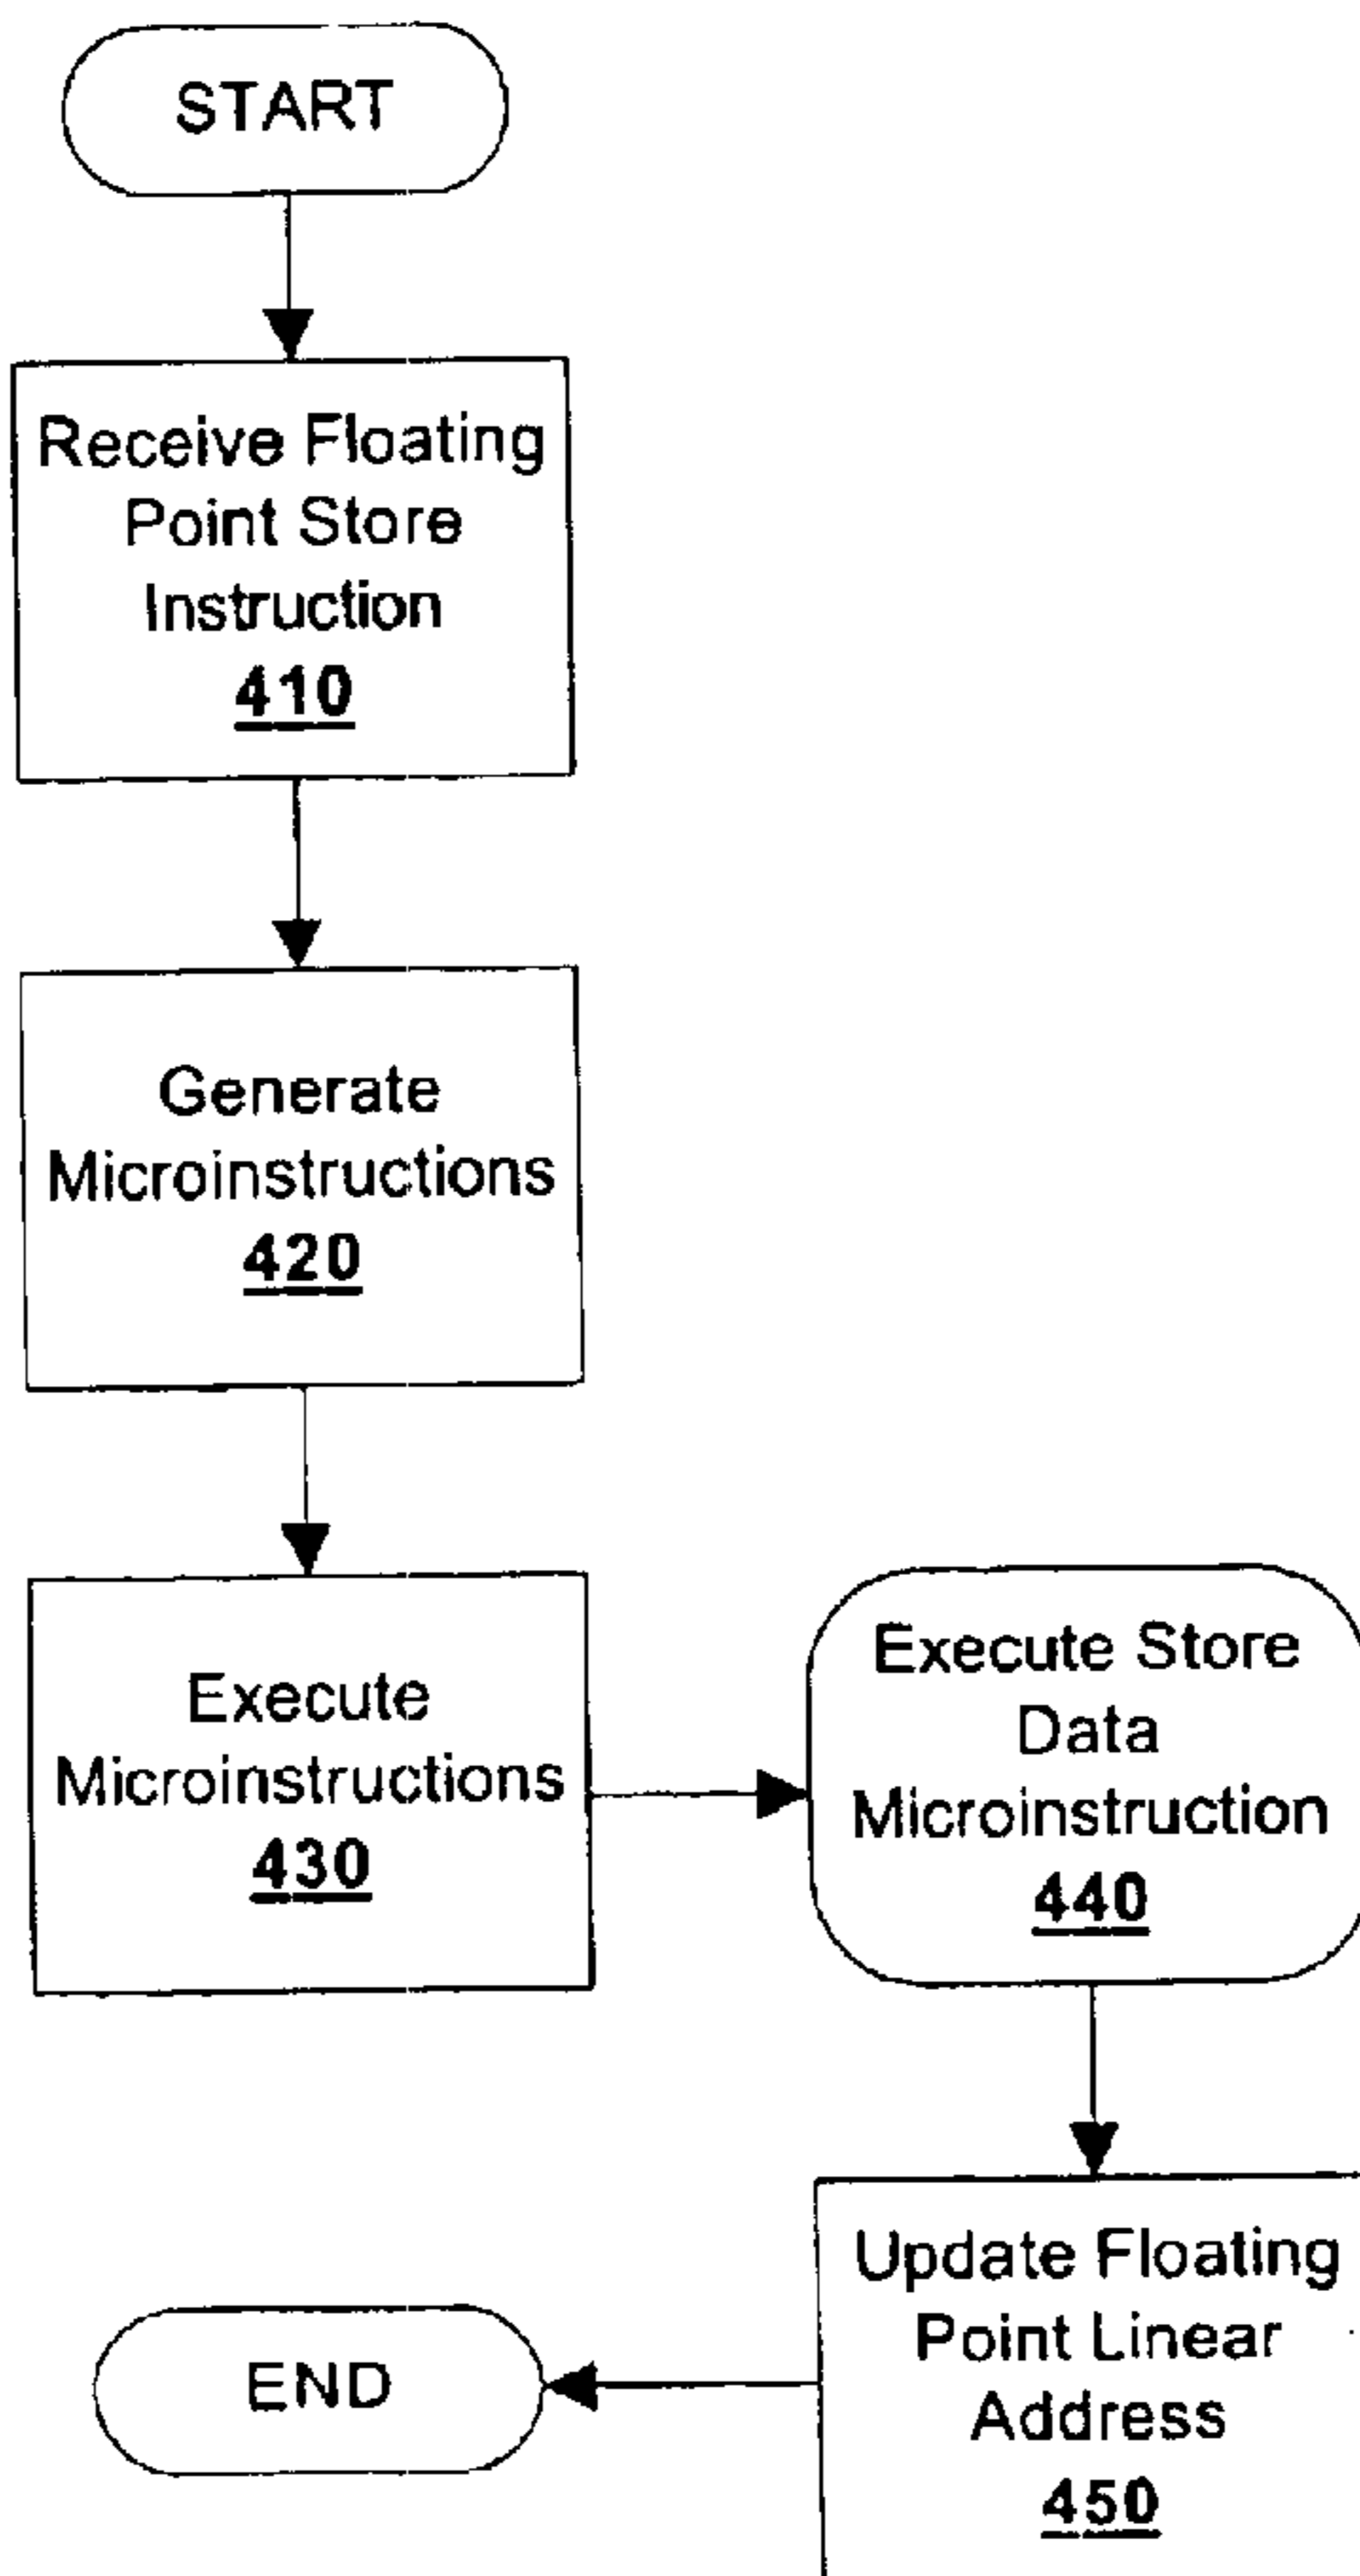 START
Receive Floating
Point Store
Instruction
410
Generate
Microinstructions
420
Execute
Microinstructions
430
Execute Store
Data
Microinstruction
440
Update Floating
Point Linear
Address
450
END